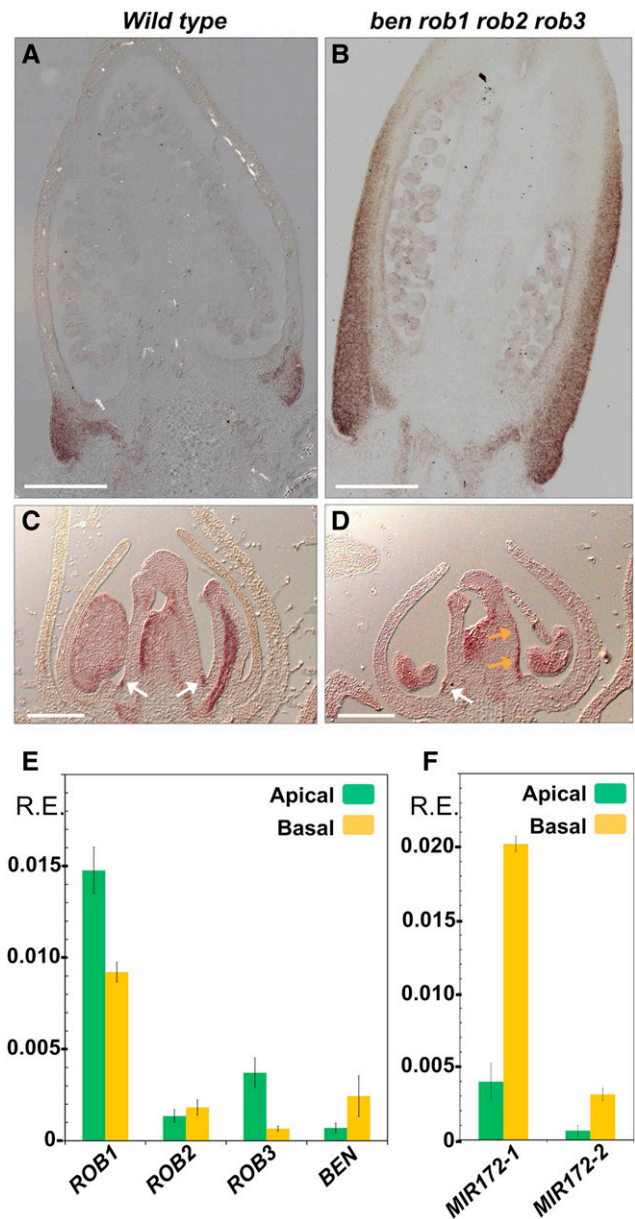 Wild type
ben rob1 rob2 rob3
A
B
C
D
E
R.E.
Apical
Basal
0.015
0.010
0.005
0-
ROB1
ROB2
ROB3
BEN
F
R.E.
Apical
Basal
0.020
0.015
0.010
0.005
0-
MIR172-1
MIR172-2